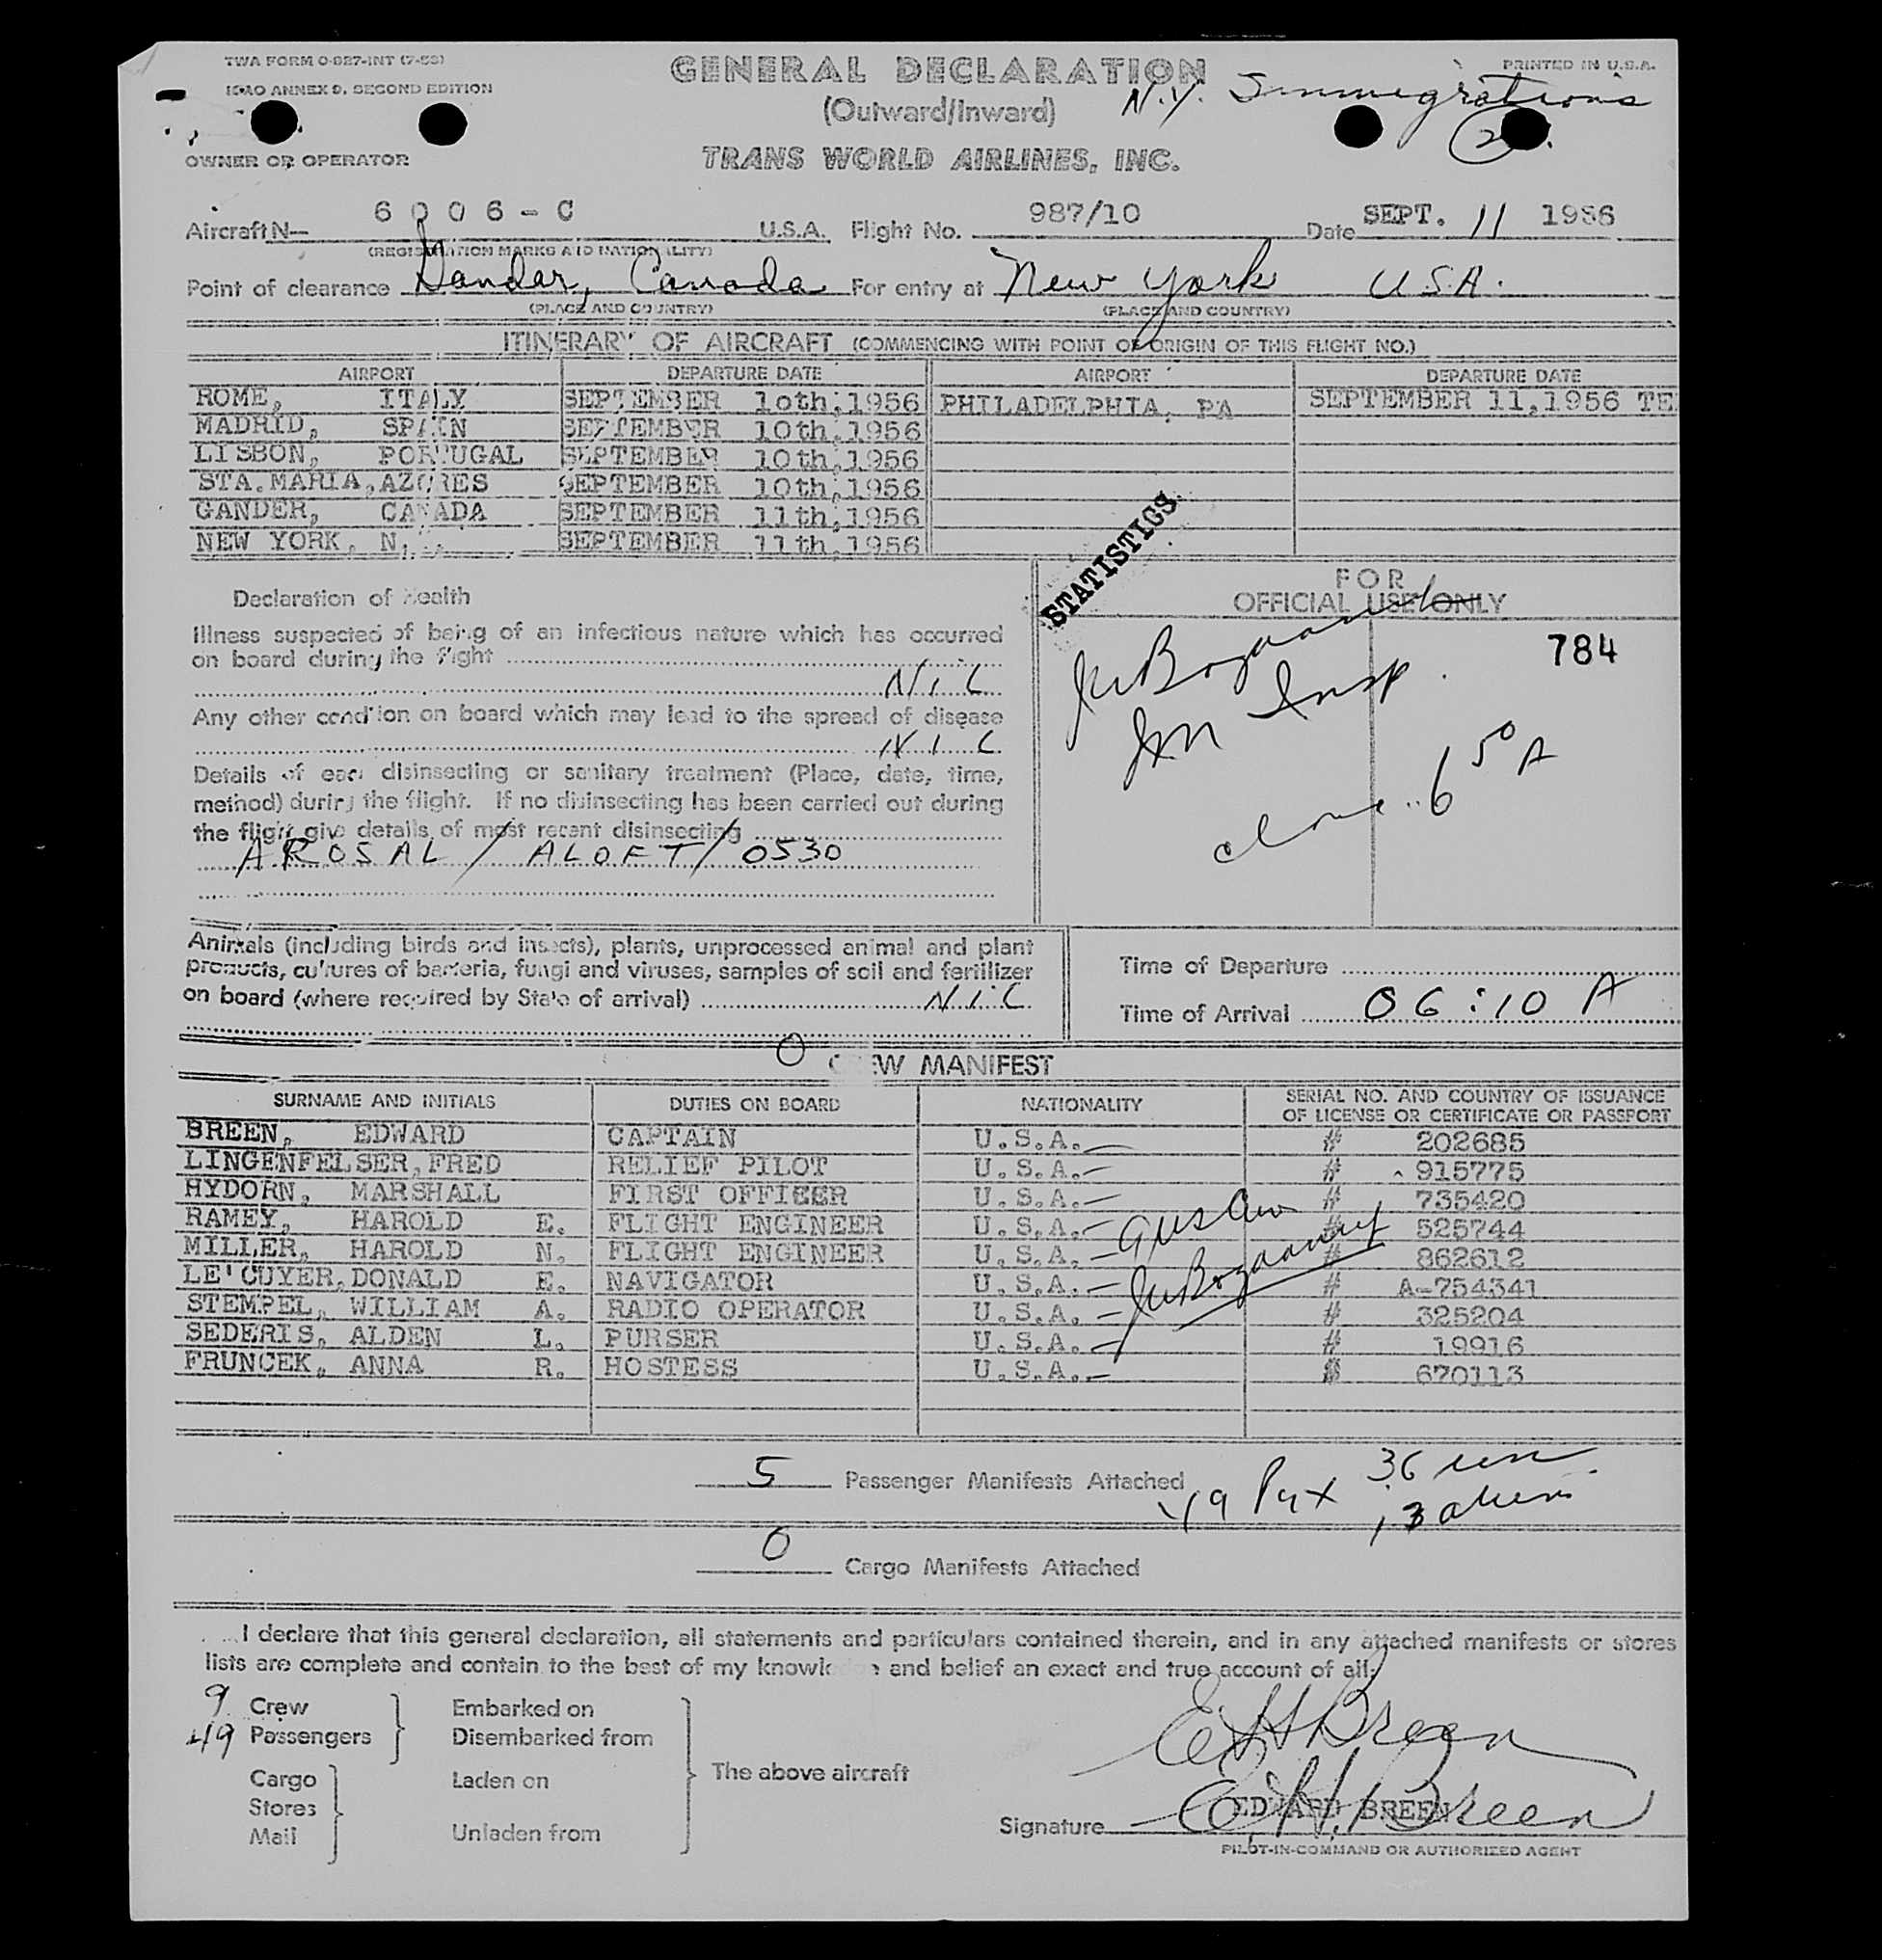 TWA FORM O-827-INT (7-53)
ICAO ANNEX 9, SECOND EDITION
PRINTED IN U.S.A.
GENERAL DECLARATION
(Outward/Inward)
N.Y. Immigrations
2
OWNER OR OPERATOR
TRANS WORLD AIRLINES, INC.
Aircraft N— 6006-C U.S.A. Flight No. 987/10 Date SEPT. 11 1956
(REGISTRATION MARKS AND NATIONALITY)
Point of clearance Gander, Canada For entry at New York U.S.A.
(PLACE AND COUNTRY) (PLACE AND COUNTRY)
ITINERARY OF AIRCRAFT (COMMENCING WITH POINT OF ORIGIN OF THIS FLIGHT NO.)
AIRPORT DEPARTURE DATE AIRPORT DEPARTURE DATE
ROME, ITALY SEPTEMBER 10th,1956 PHILADELPHIA, PA SEPTEMBER 11,1956 TE
MADRID, SPAIN SEPTEMBER 10th,1956
LISBON, PORTUGAL SEPTEMBER 10th,1956
STA.MARIA,AZORES SEPTEMBER 10th,1956
GANDER, CANADA SEPTEMBER 11th,1956
NEW YORK, N. SEPTEMBER 11th,1956
STATISTICS
FOR
OFFICIAL USE ONLY
784
Insp.
Im
6 50 A
Declaration of Health
Illness suspected of being of an infectious nature which has occurred
on board during the flight
NIL
Any other condition on board which may lead to the spread of disease
NIL
Details of each disinsecting or sanitary treatment (Place, date, time,
method) during the flight. If no disinsecting has been carried out during
the flight give details of most recent disinsecting
AROSAL / ALOFT / 0530
Animals (including birds and insects), plants, unprocessed animal and plant
products, cultures of bacteria, fungi and viruses, samples of soil and fertilizer
on board (where required by State of arrival) NIL
Time of Departure
Time of Arrival 06:10 A
CREW MANIFEST
SURNAME AND INITIALS DUTIES ON BOARD NATIONALITY SERIAL NO. AND COUNTRY OF ISSUANCE
OF LICENSE OR CERTIFICATE OR PASSPORT
BREEN, EDWARD CAPTAIN U.S.A. # 202685
LINGENFELSER,FRED RELIEF PILOT U.S.A. # 915775
HYDORN, MARSHALL FIRST OFFICER U.S.A. # 735420
RAMEY, HAROLD E. FLIGHT ENGINEER U.S.A. # 525744
MILLER, HAROLD N. FLIGHT ENGINEER U.S.A. # 862612
LE'CUYER,DONALD E. NAVIGATOR U.S.A. # A-754341
STEMPEL, WILLIAM A. RADIO OPERATOR U.S.A. # 325204
SEDERIS, ALDEN L. PURSER U.S.A. # 19916
FRUNCEK, ANNA R. HOSTESS U.S.A. # 670113
5 Passenger Manifests Attached
49 Pax 36 13
0 Cargo Manifests Attached
I declare that this general declaration, all statements and particulars contained therein, and in any attached manifests or stores
lists are complete and contain to the best of my knowledge and belief an exact and true account of all:
9 Crew Embarked on
49 Passengers Disembarked from
The above aircraft
Cargo Laden on
Stores
Mail Unladen from
E H Breen
EDWARD BREEN
Signature E. H. Breen
PILOT-IN-COMMAND OR AUTHORIZED AGENT